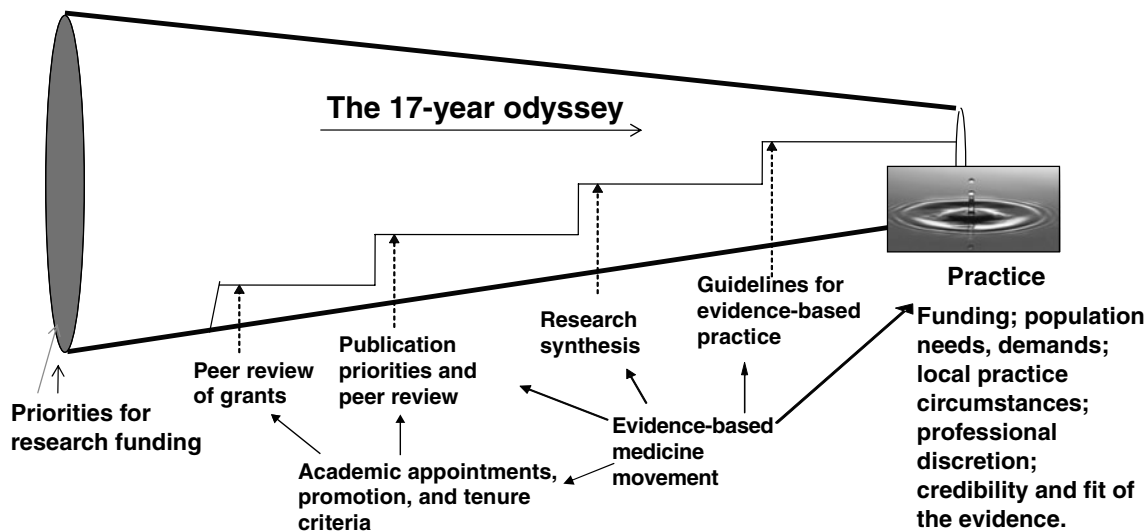 The 17-year odyssey
Priorities for
research funding
Peer review
of grants
Publication
priorities and
peer review
Research
synthesis
Guidelines for
evidence-based
practice
Academic appointments,
promotion, and tenure
criteria
Evidence-based
medicine
movement
Practice
Funding; population
needs, demands;
local practice
circumstances;
professional
discretion;
credibility and fit of
the evidence.